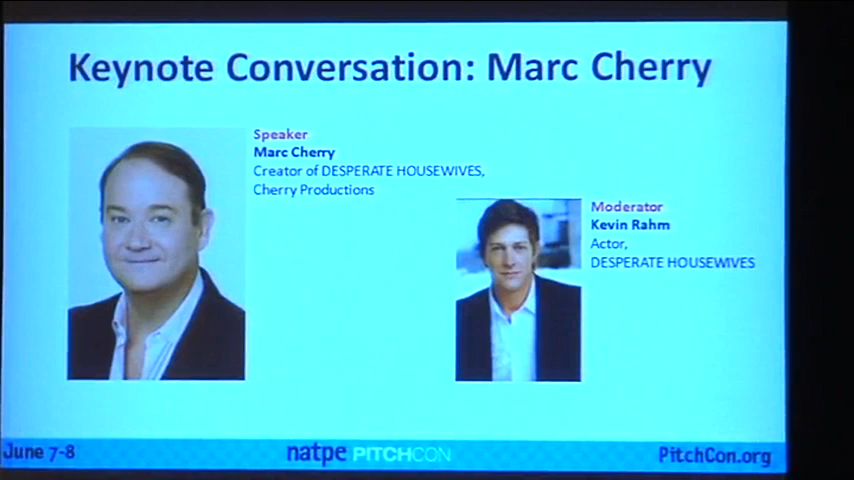 Keynote Conversation: Marc Cherry
Speaker
Marc Cherry
Creator of DESPERATE HOUSEWIVES,
Cherry Productions
Moderator
Kevin Rahm
Actor,
DESPERATE HOUSEWIVES
June 7-8
natpe PITCHCON
PitchCon.org